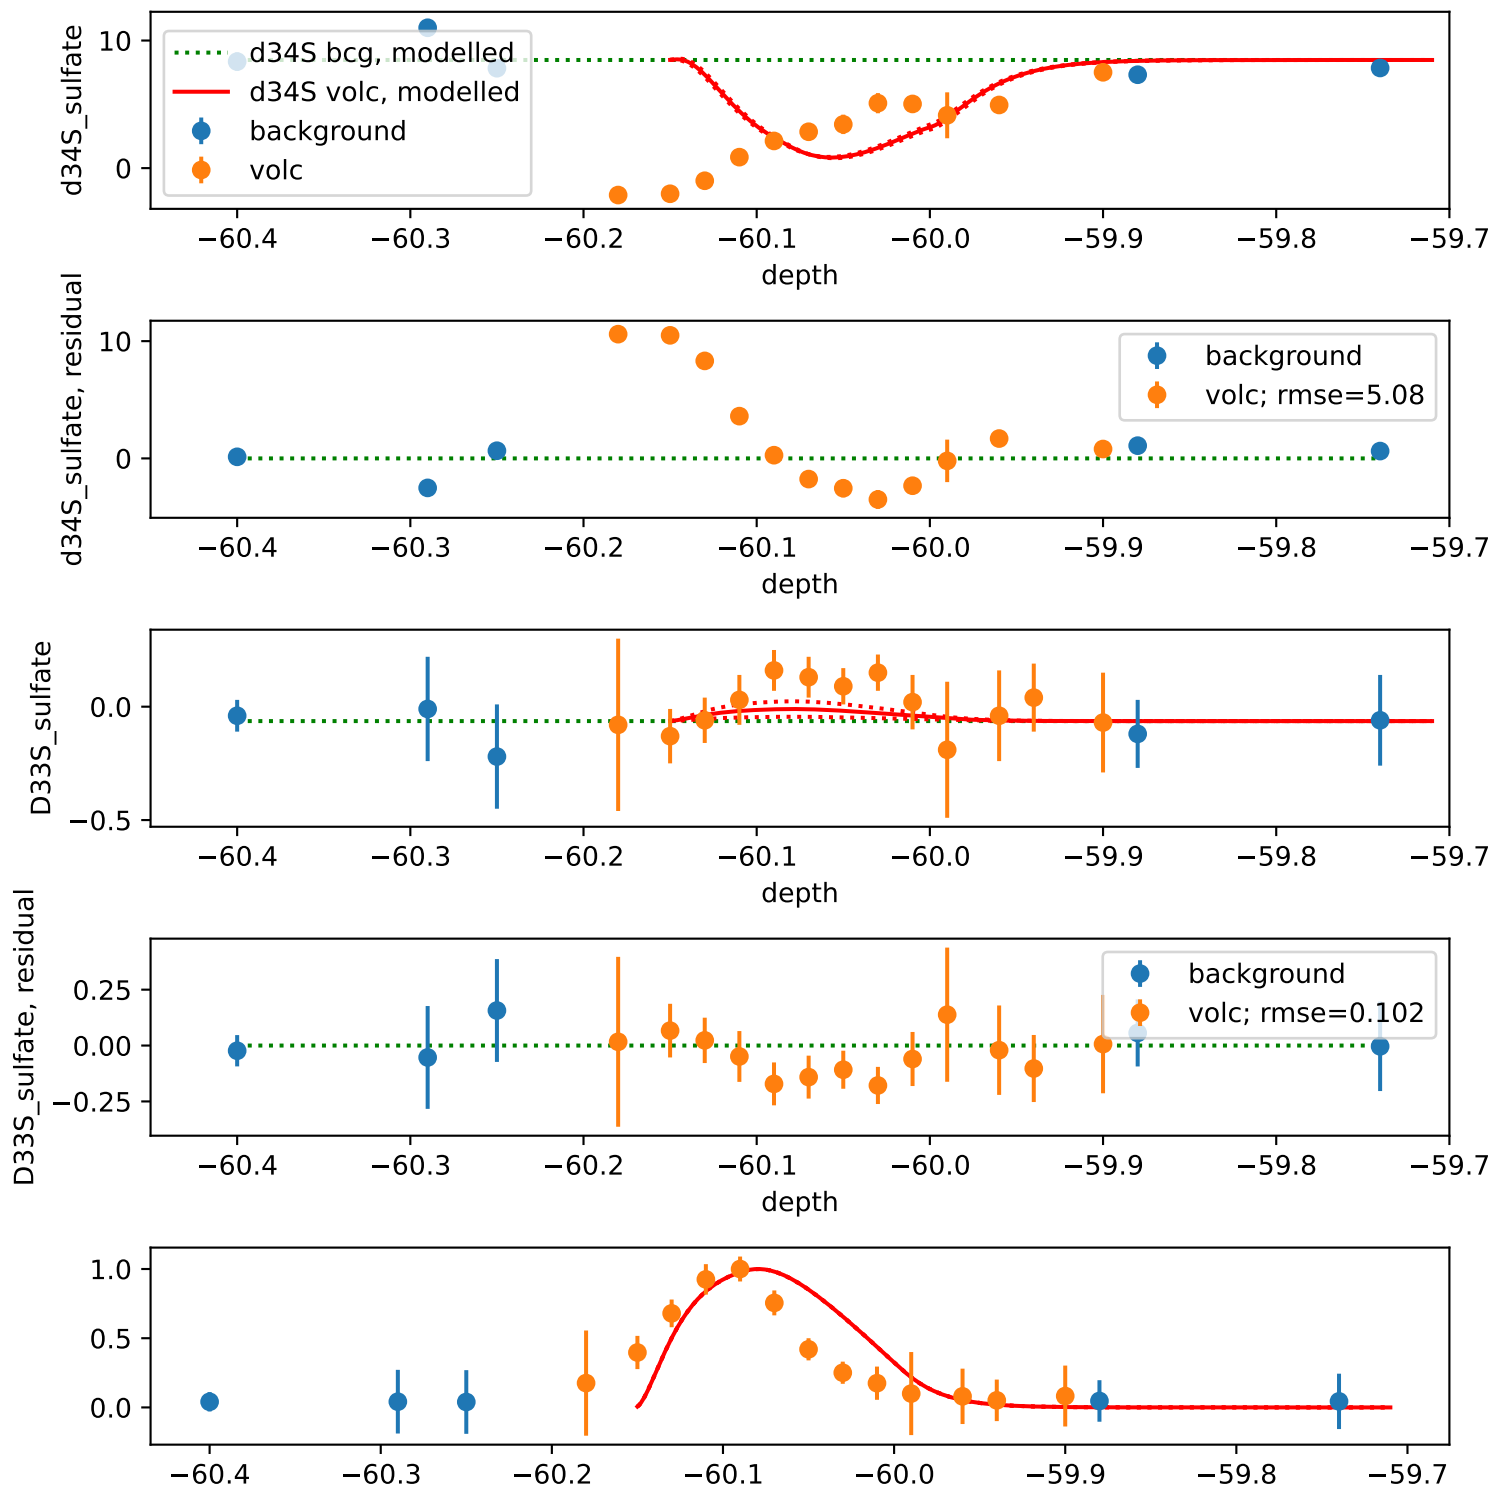 d34S_sulfate
10
0
d34S bcg, modelled
d34S volc, modelled
background
volc
−60.4 −60.3 −60.2 −60.1 −60.0 −59.9 −59.8 −59.7
depth
d34S_sulfate, residual
10
0
background
volc; rmse=5.08
−60.4 −60.3 −60.2 −60.1 −60.0 −59.9 −59.8 −59.7
depth
D33S_sulfate
0.0
−0.5
−60.4 −60.3 −60.2 −60.1 −60.0 −59.9 −59.8 −59.7
depth
D33S_sulfate, residual
0.25
0.00
−0.25
background
volc; rmse=0.102
−60.4 −60.3 −60.2 −60.1 −60.0 −59.9 −59.8 −59.7
depth
1.0
0.5
0.0
−60.4 −60.3 −60.2 −60.1 −60.0 −59.9 −59.8 −59.7